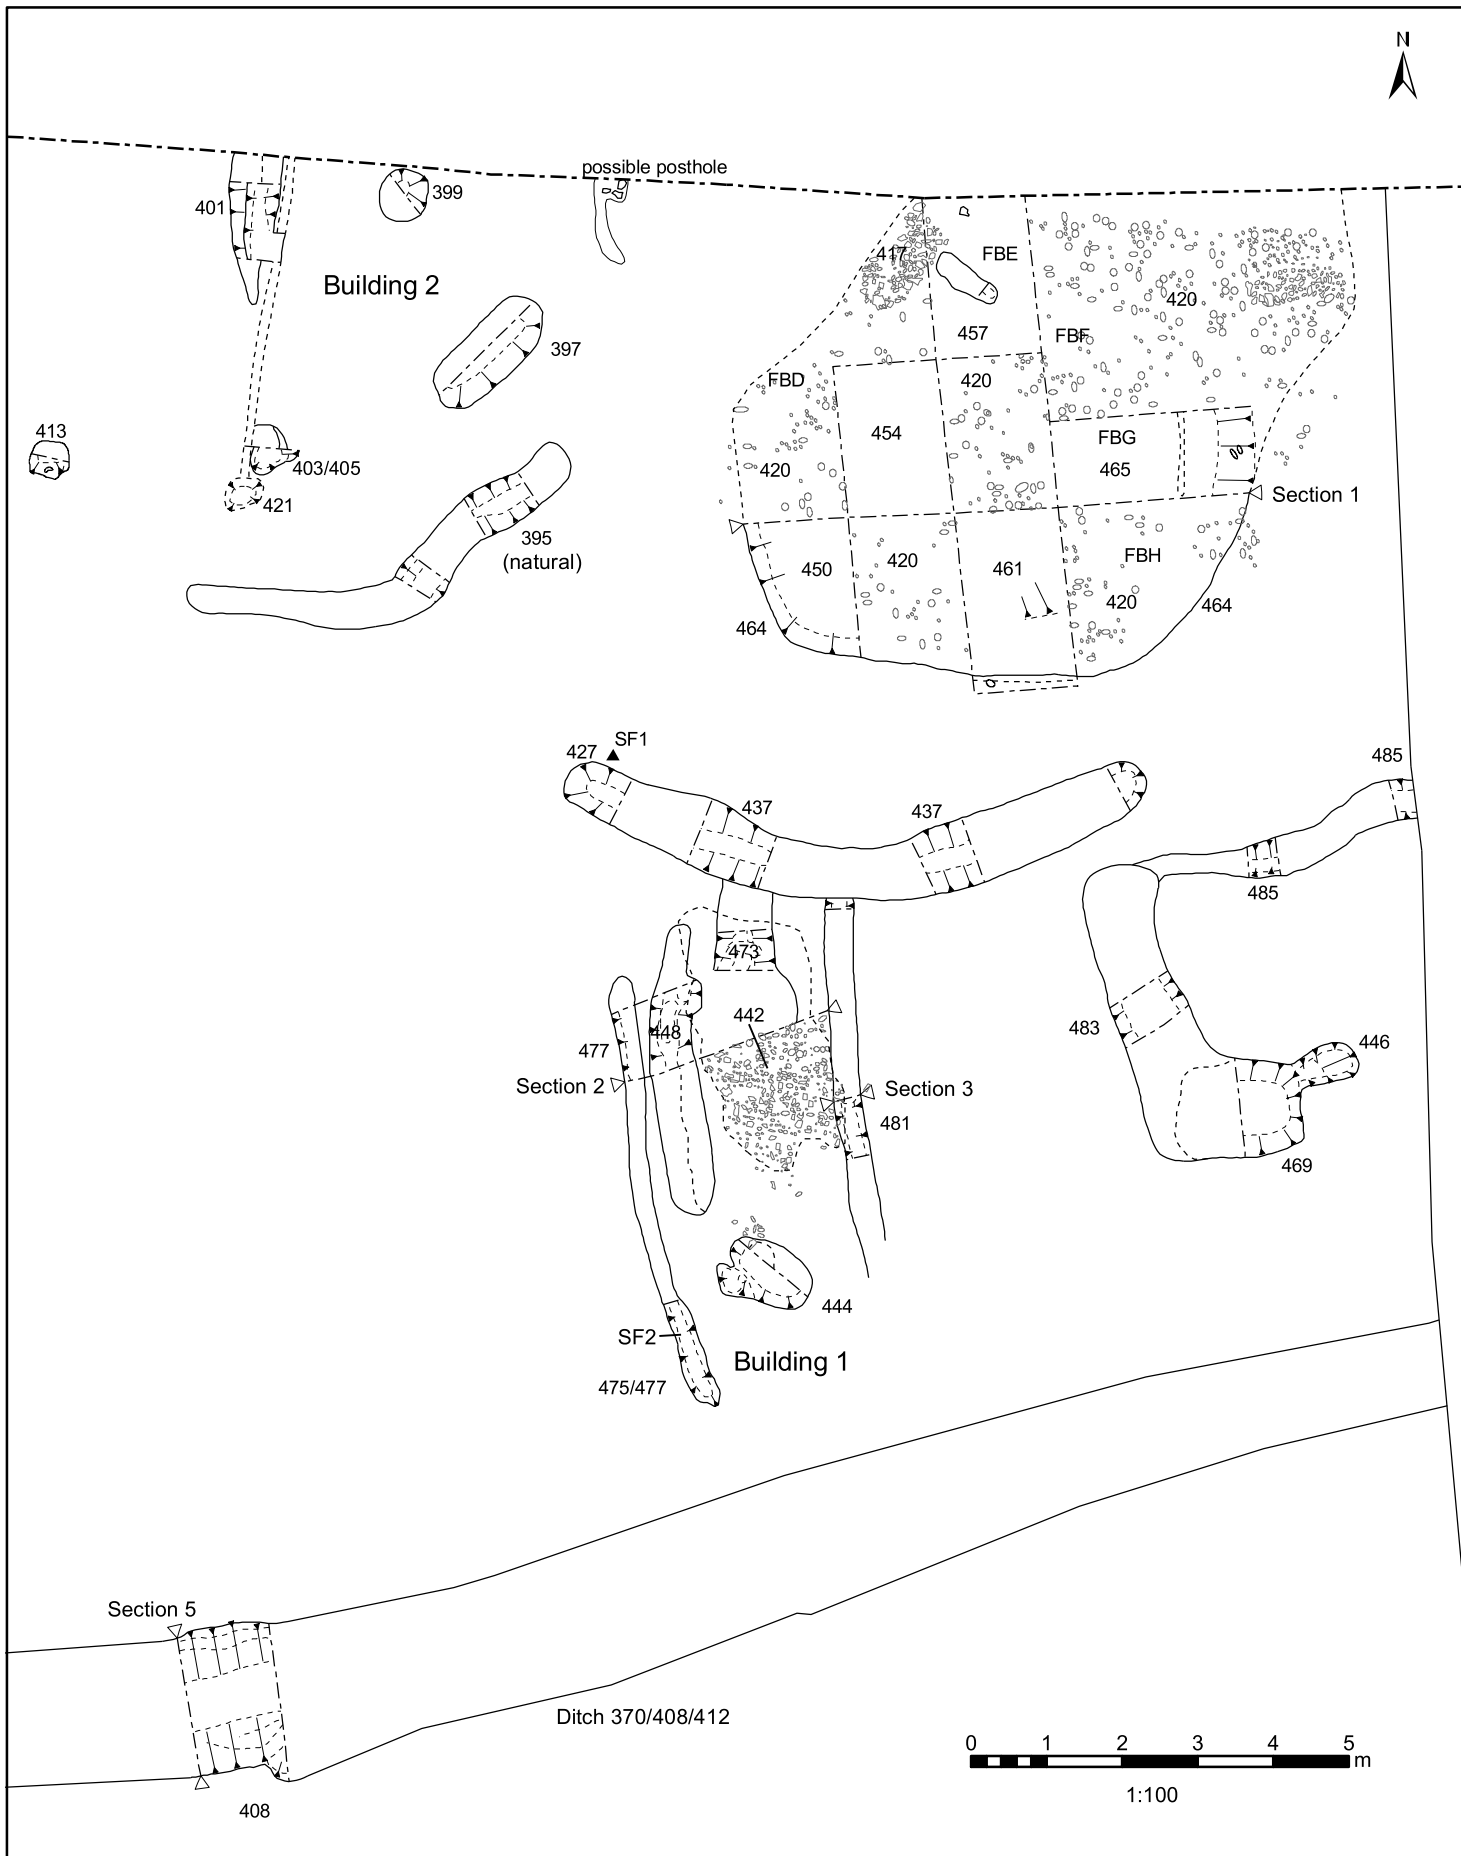 N
possible posthole
401
399
417
FBE
Building 2
420
457
FBF
397
FBD
420
413
454
FBG
403/405
420
465
421
Section 1
395
(natural)
450
420
461
FBH
464
420
464
427
SF1
437
437
485
485
473
442
448
477
483
446
Section 2
Section 3
481
469
444
SF2
Building 1
475/477
Section 5
Ditch 370/408/412
0 1 2 3 4 5
m
1:100
408